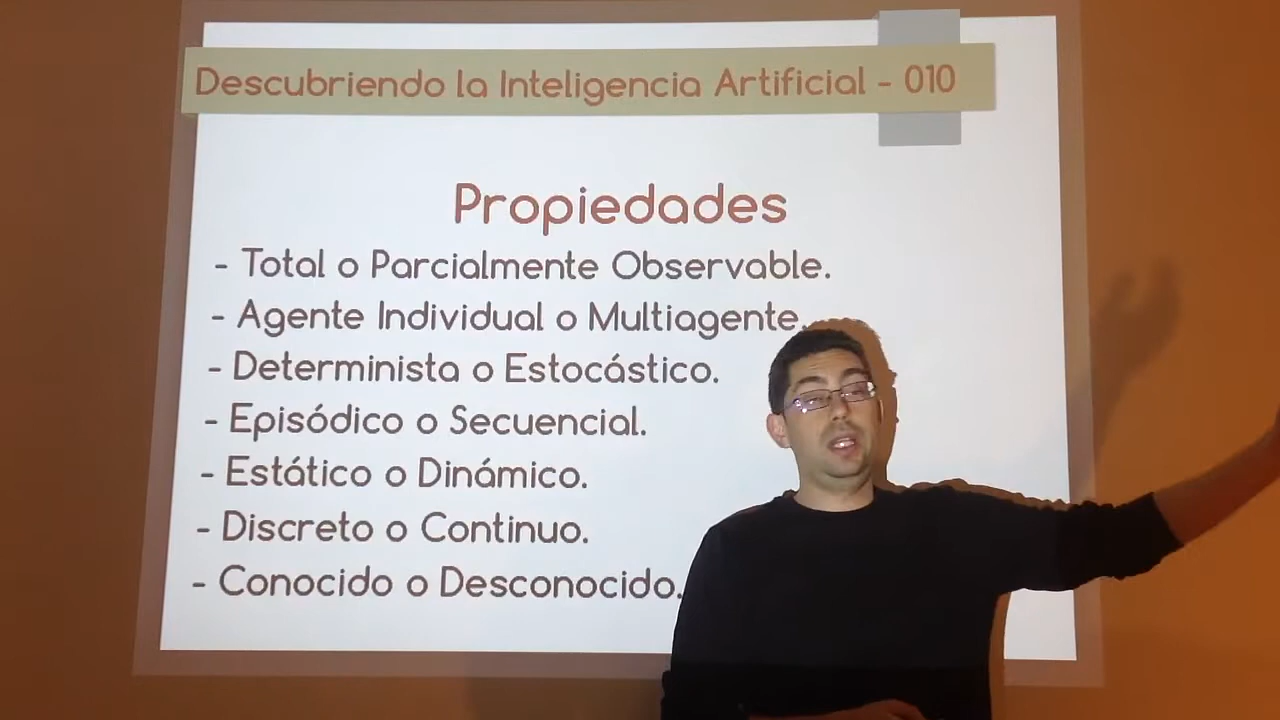 Descubriendo la Inteligencia Artificial - 010
Propiedades
- Total o Parcialmente Observable.
- Agente Individual o Multiagente.
- Determinista o Estocástico.
- Episódico o Secuencial.
- Estático o Dinámico.
- Discreto o Continuo.
- Conocido o Desconocido.